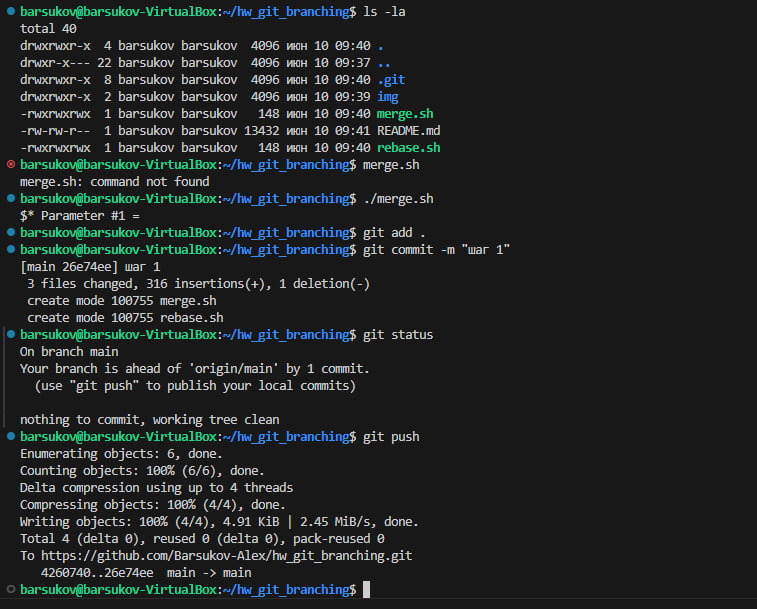 barsukov@barsukov-VirtualBox:~/hw_git_branching$ ls -la
total 40
drwxrwxr-x  4 barsukov barsukov  4096 июн 10 09:40 .
drwxr-x--- 22 barsukov barsukov  4096 июн 10 09:37 ..
drwxrwxr-x  8 barsukov barsukov  4096 июн 10 09:40 .git
drwxrwxr-x  2 barsukov barsukov  4096 июн 10 09:39 img
-rwxrwxrwx  1 barsukov barsukov   148 июн 10 09:40 merge.sh
-rw-rw-r--  1 barsukov barsukov 13432 июн 10 09:41 README.md
-rwxrwxrwx  1 barsukov barsukov   148 июн 10 09:40 rebase.sh
barsukov@barsukov-VirtualBox:~/hw_git_branching$ merge.sh
merge.sh: command not found
barsukov@barsukov-VirtualBox:~/hw_git_branching$ ./merge.sh
$* Parameter #1 =
barsukov@barsukov-VirtualBox:~/hw_git_branching$ git add .
barsukov@barsukov-VirtualBox:~/hw_git_branching$ git commit -m "шаг 1"
[main 26e74ee] шаг 1
 3 files changed, 316 insertions(+), 1 deletion(-)
 create mode 100755 merge.sh
 create mode 100755 rebase.sh
barsukov@barsukov-VirtualBox:~/hw_git_branching$ git status
On branch main
Your branch is ahead of 'origin/main' by 1 commit.
  (use "git push" to publish your local commits)
nothing to commit, working tree clean
barsukov@barsukov-VirtualBox:~/hw_git_branching$ git push
Enumerating objects: 6, done.
Counting objects: 100% (6/6), done.
Delta compression using up to 4 threads
Compressing objects: 100% (4/4), done.
Writing objects: 100% (4/4), 4.91 KiB | 2.45 MiB/s, done.
Total 4 (delta 0), reused 0 (delta 0), pack-reused 0
To https://github.com/Barsukov-Alex/hw_git_branching.git
   4260740..26e74ee  main -> main
barsukov@barsukov-VirtualBox:~/hw_git_branching$